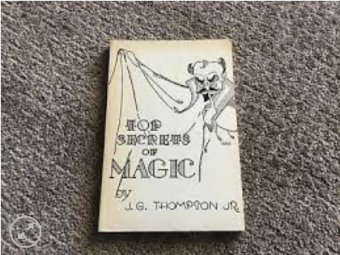 TOP
SECRETS
OF
MAGIC
by
J.G. THOMPSON JR.